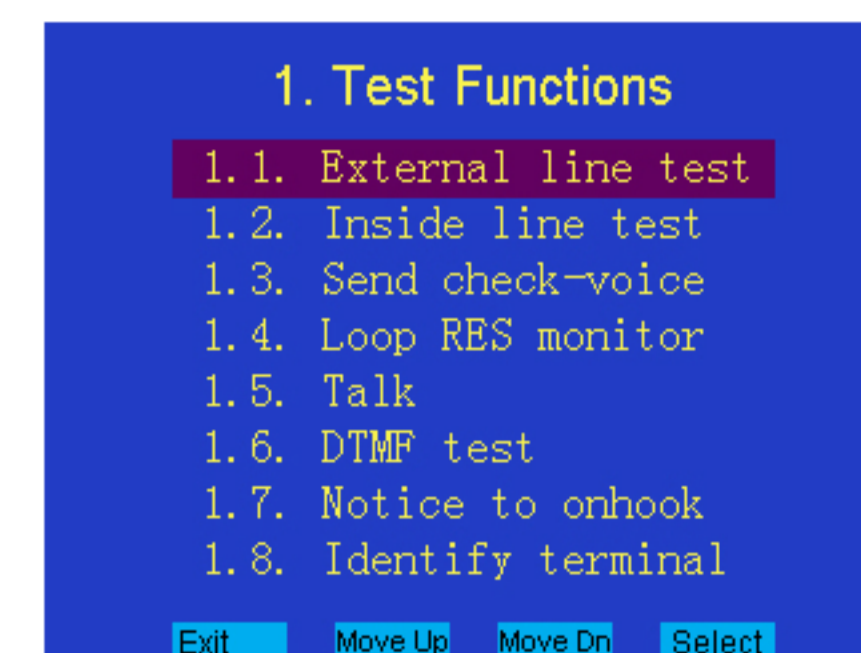 1. Test Functions
1.1. External line test
1.2. Inside line test
1.3. Send check-voice
1.4. Loop RES monitor
1.5. Talk
1.6. DTMF test
1.7. Notice to onhook
1.8. Identify terminal
Exit Move Up Move Dn Select